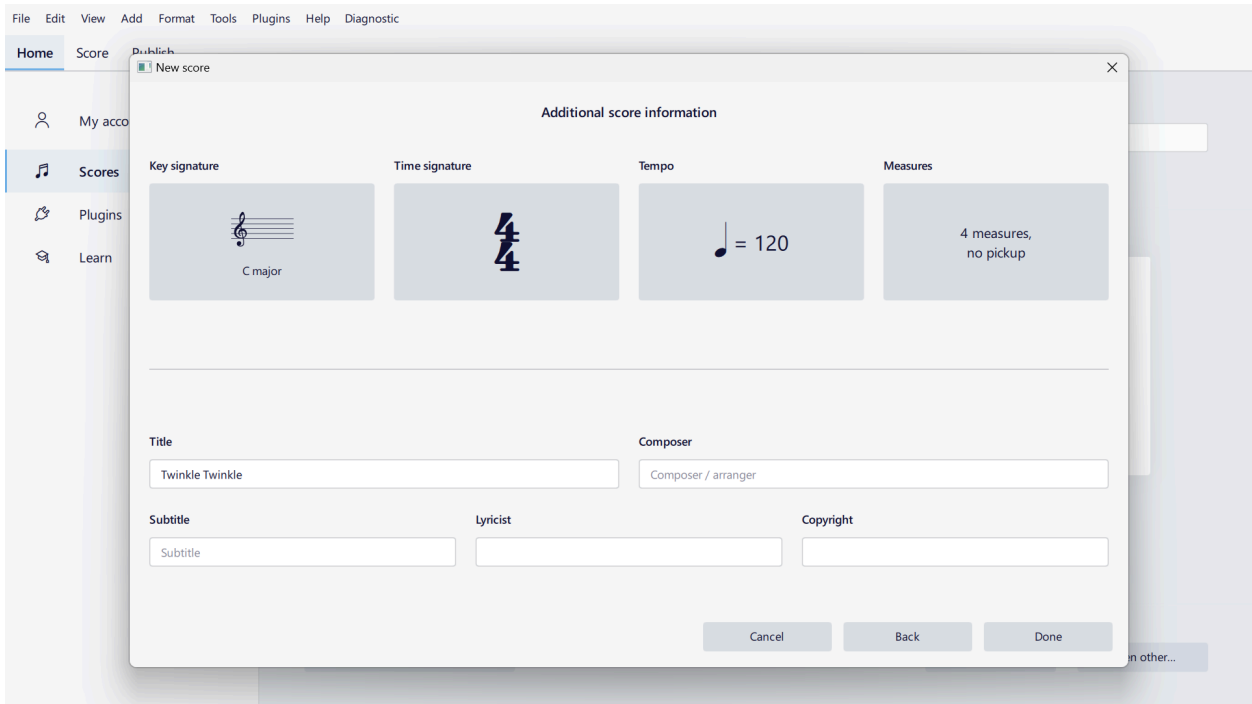 File Edit View Add Format Tools Plugins Help Diagnostic
Home Score Publish
New score
My acco
Scores
Plugins
Learn
Additional score information
Key signature Time signature Tempo Measures
C major
4
4
= 120
4 measures,
no pickup
Title Composer
Twinkle Twinkle Composer / arranger
Subtitle Lyricist Copyright
Subtitle
Cancel Back Done
en other...